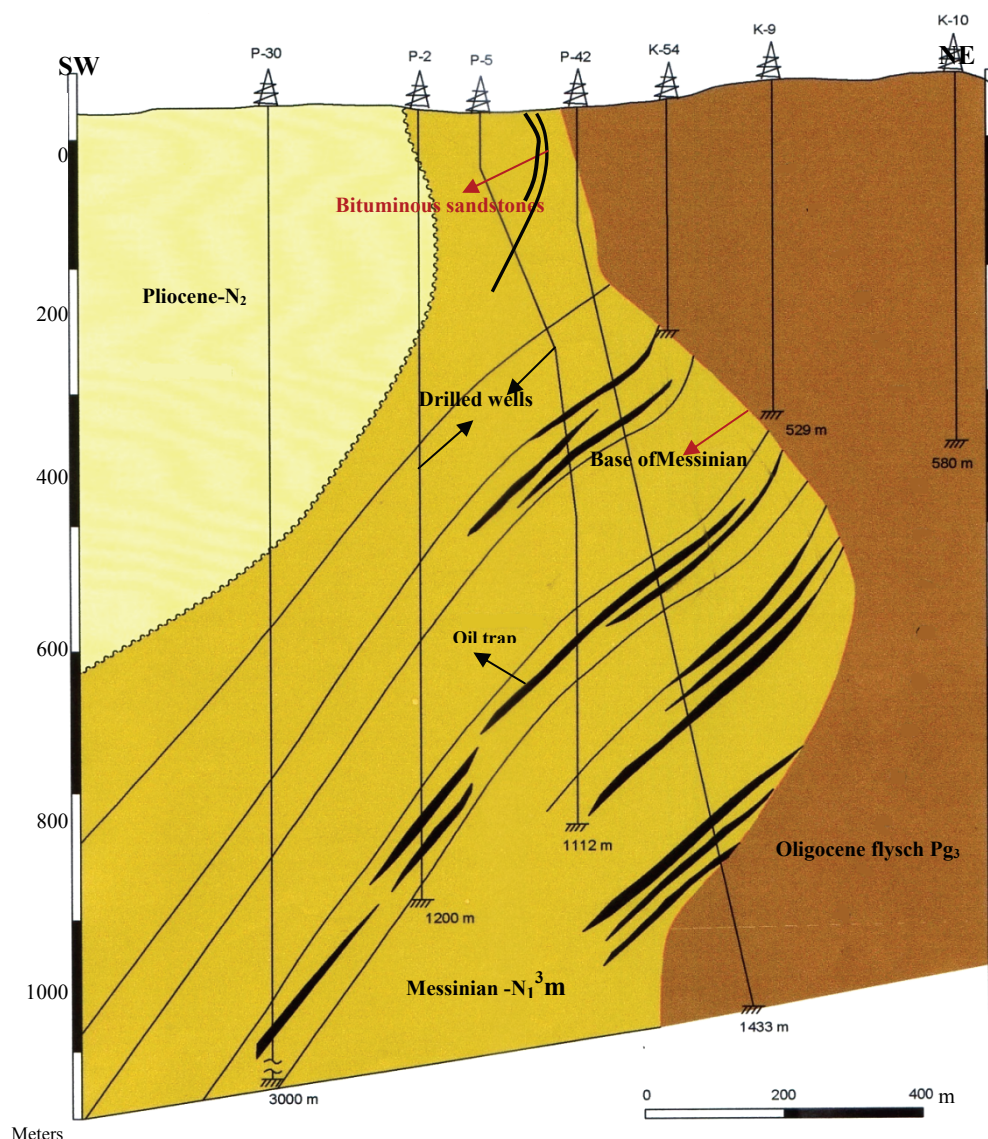 K-10
K-9
K-54
P-30
P-2
P-5
P-42
SW
NE
0
Bituminous sandstones
Pliocene-N₂
200
Drilled wells
529 m
Base ofMessinian
580 m
400
Oil trap
600
800
1112 m
Oligocene flysch Pg₃
1200 m
Messinian -N₁³m
1000
1433 m
3000 m
0 200 400 m
Meters